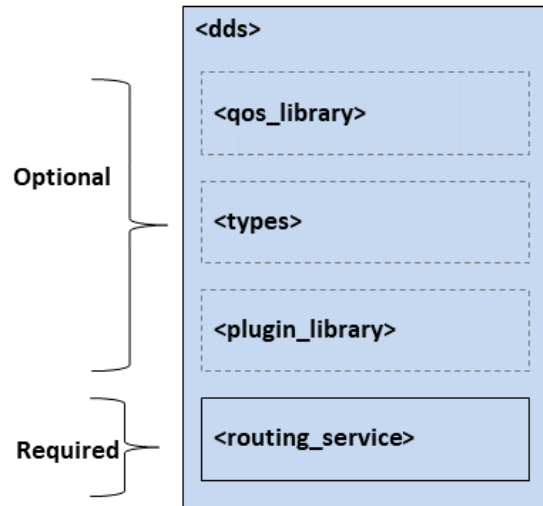 <dds>
<qos_library>
Optional
<types>
<plugin_library>
<routing_service>
Required